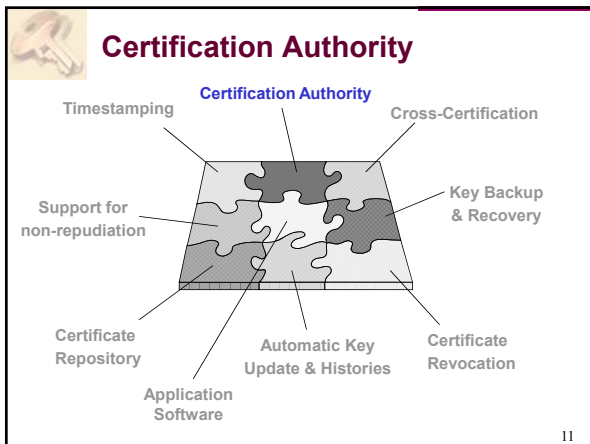 Certification Authority
Timestamping
Certification Authority
Cross-Certification
Support for
non-repudiation
Key Backup
& Recovery
Certificate
Repository
Application
Software
Automatic Key
Update & Histories
Certificate
Revocation
11